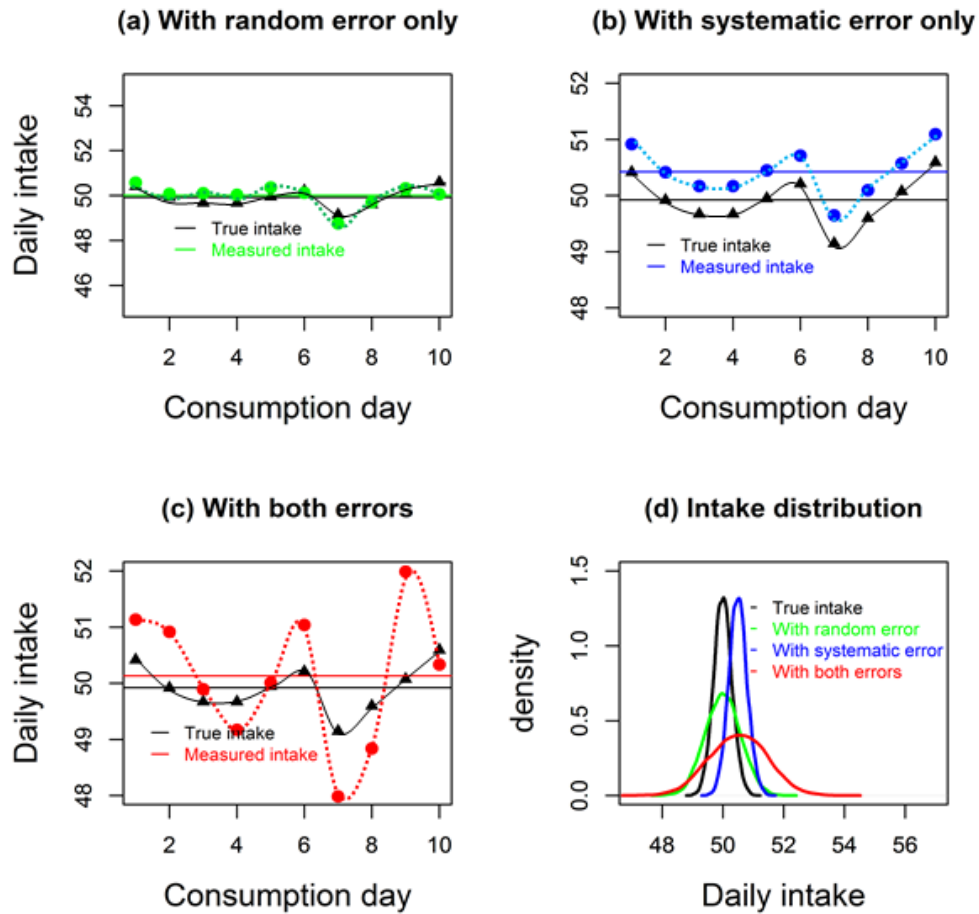 (a) With random error only
Daily intake
54
52
50
48
46
True intake
Measured intake
2 4 6 8 10
Consumption day
(b) With systematic error only
52
51
50
49
48
True intake
Measured intake
2 4 6 8 10
Consumption day
(c) With both errors
Daily intake
52
51
50
49
48
True intake
Measured intake
2 4 6 8 10
Consumption day
(d) Intake distribution
density
1.5
1.0
0.5
0.0
True intake
With random error
With systematic error
With both errors
48 50 52 54 56
Daily intake